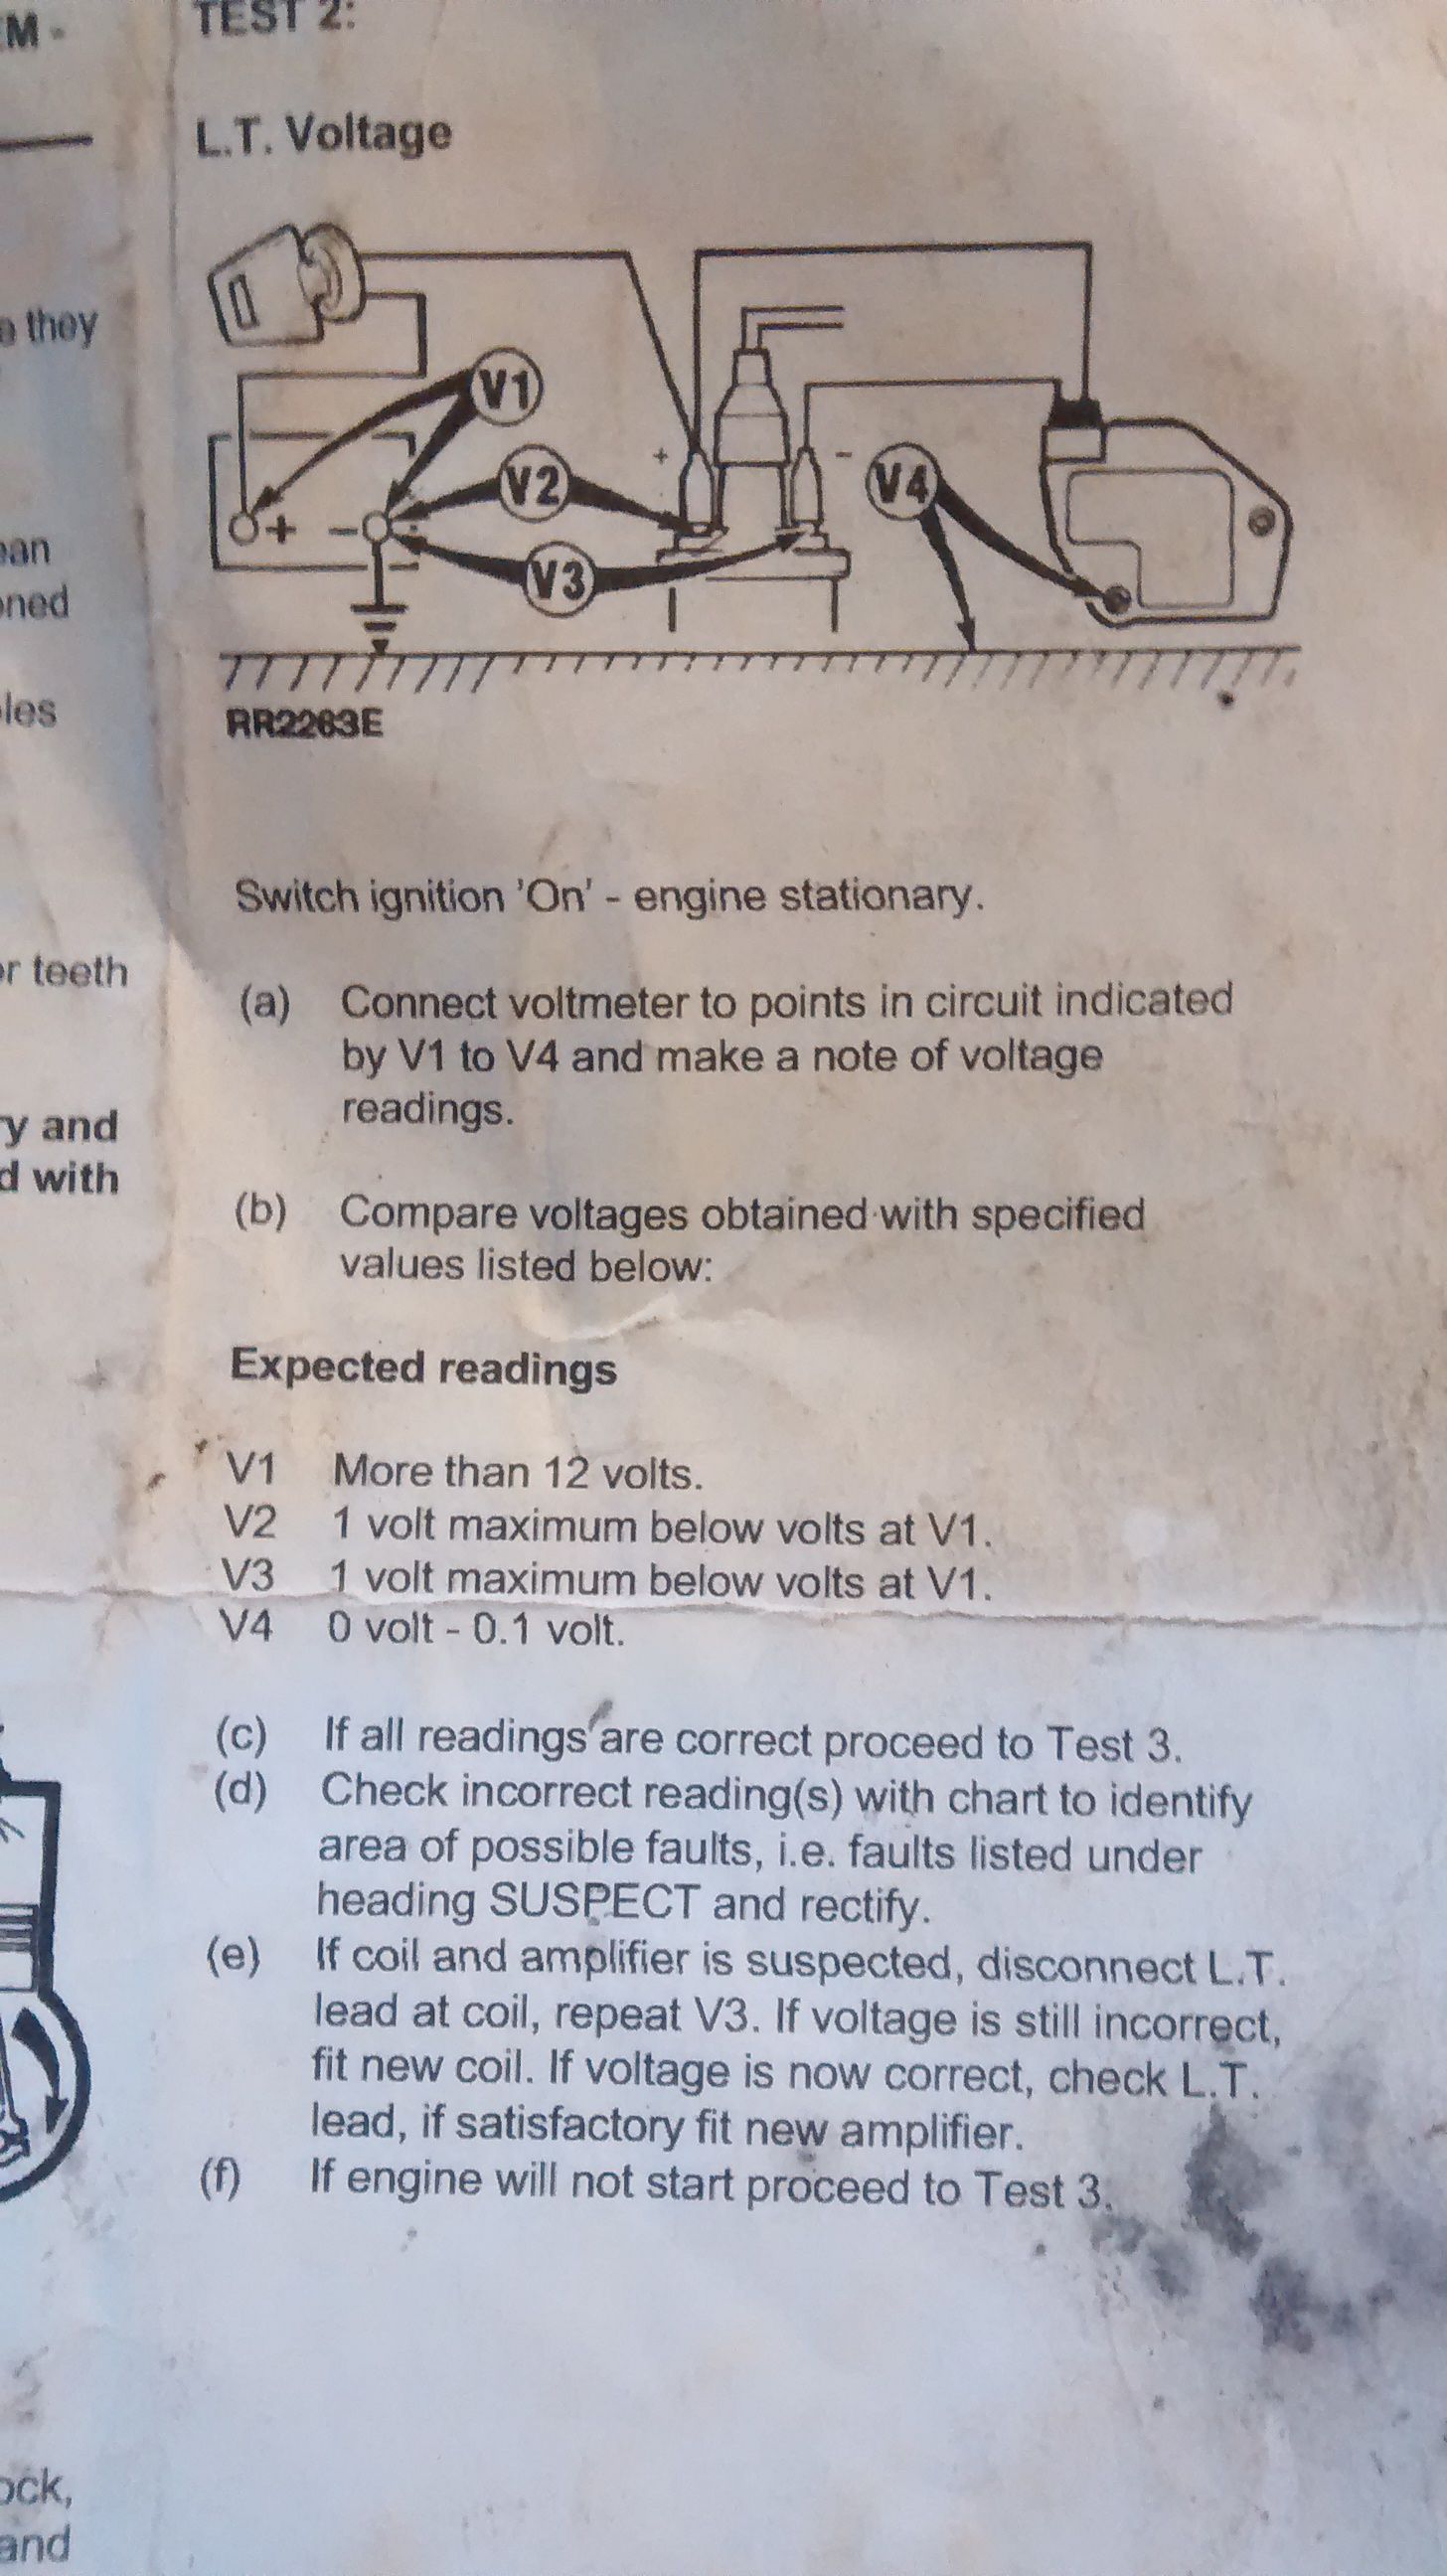 EM -
e they
ean
oned
les
or teeth
ry and
d with
ock,
and
TEST 2:
L.T. Voltage
V1
V2
+
-
V4
+
-
V3
RR2263E
Switch ignition 'On' - engine stationary.
(a) Connect voltmeter to points in circuit indicated
by V1 to V4 and make a note of voltage
readings.
(b) Compare voltages obtained with specified
values listed below:
Expected readings
V1 More than 12 volts.
V2 1 volt maximum below volts at V1.
V3 1 volt maximum below volts at V1.
V4 0 volt - 0.1 volt.
(c) If all readings are correct proceed to Test 3.
(d) Check incorrect reading(s) with chart to identify
area of possible faults, i.e. faults listed under
heading SUSPECT and rectify.
(e) If coil and amplifier is suspected, disconnect L.T.
lead at coil, repeat V3. If voltage is still incorrect,
fit new coil. If voltage is now correct, check L.T.
lead, if satisfactory fit new amplifier.
(f) If engine will not start proceed to Test 3.